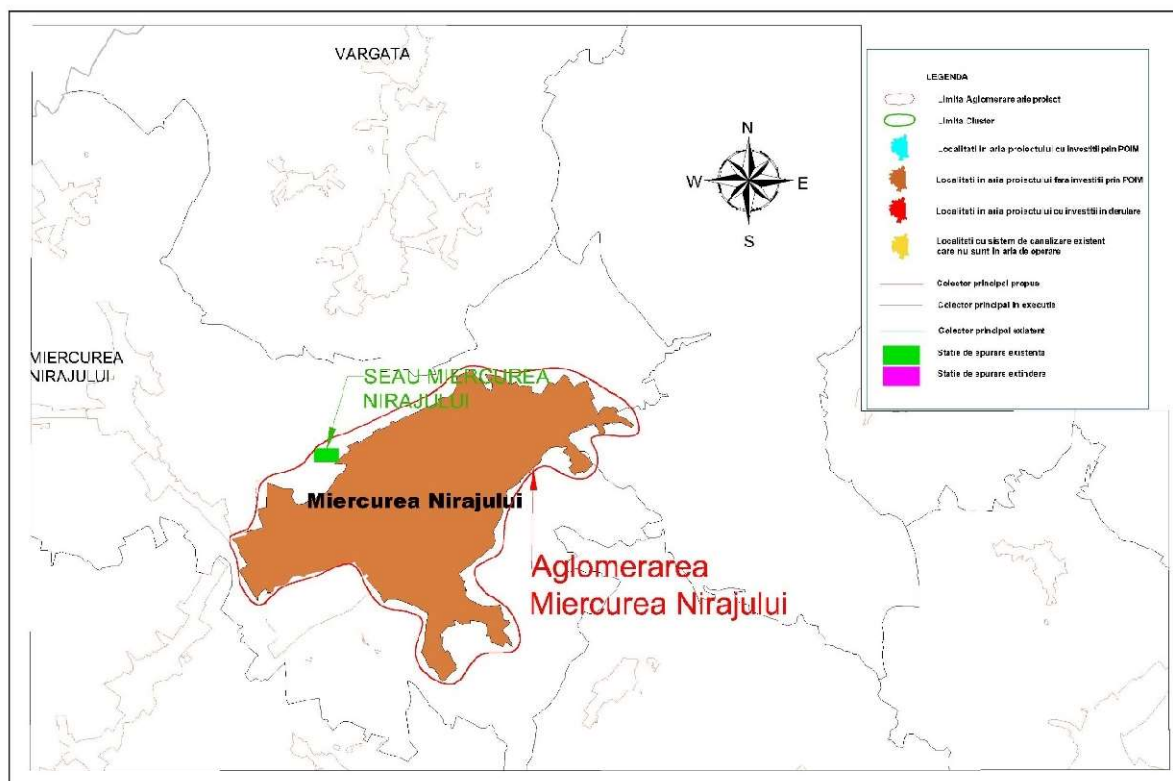 VARGATA
N
W
E
S
MIERCUREA
NIRAJULUI
SEAU MIERCUREA
NIRAJULUI
Miercurea Nirajului
Aglomerarea
Miercurea Nirajului
LEGENDA
Limita Aglomerare arie proiect
Limita Cluster
Localitati in aria proiectului cu investitii prin POIM
Localitati in aria proiectului fara investitii prin POIM
Localitati in aria proiectului cu investitii in derulare
Localitati cu sistem de canalizare existent
care nu sunt in aria de operare
Colector principal propus
Colector principal in executie
Colector principal existent
Statie de epurare existenta
Statie de epurare extindere